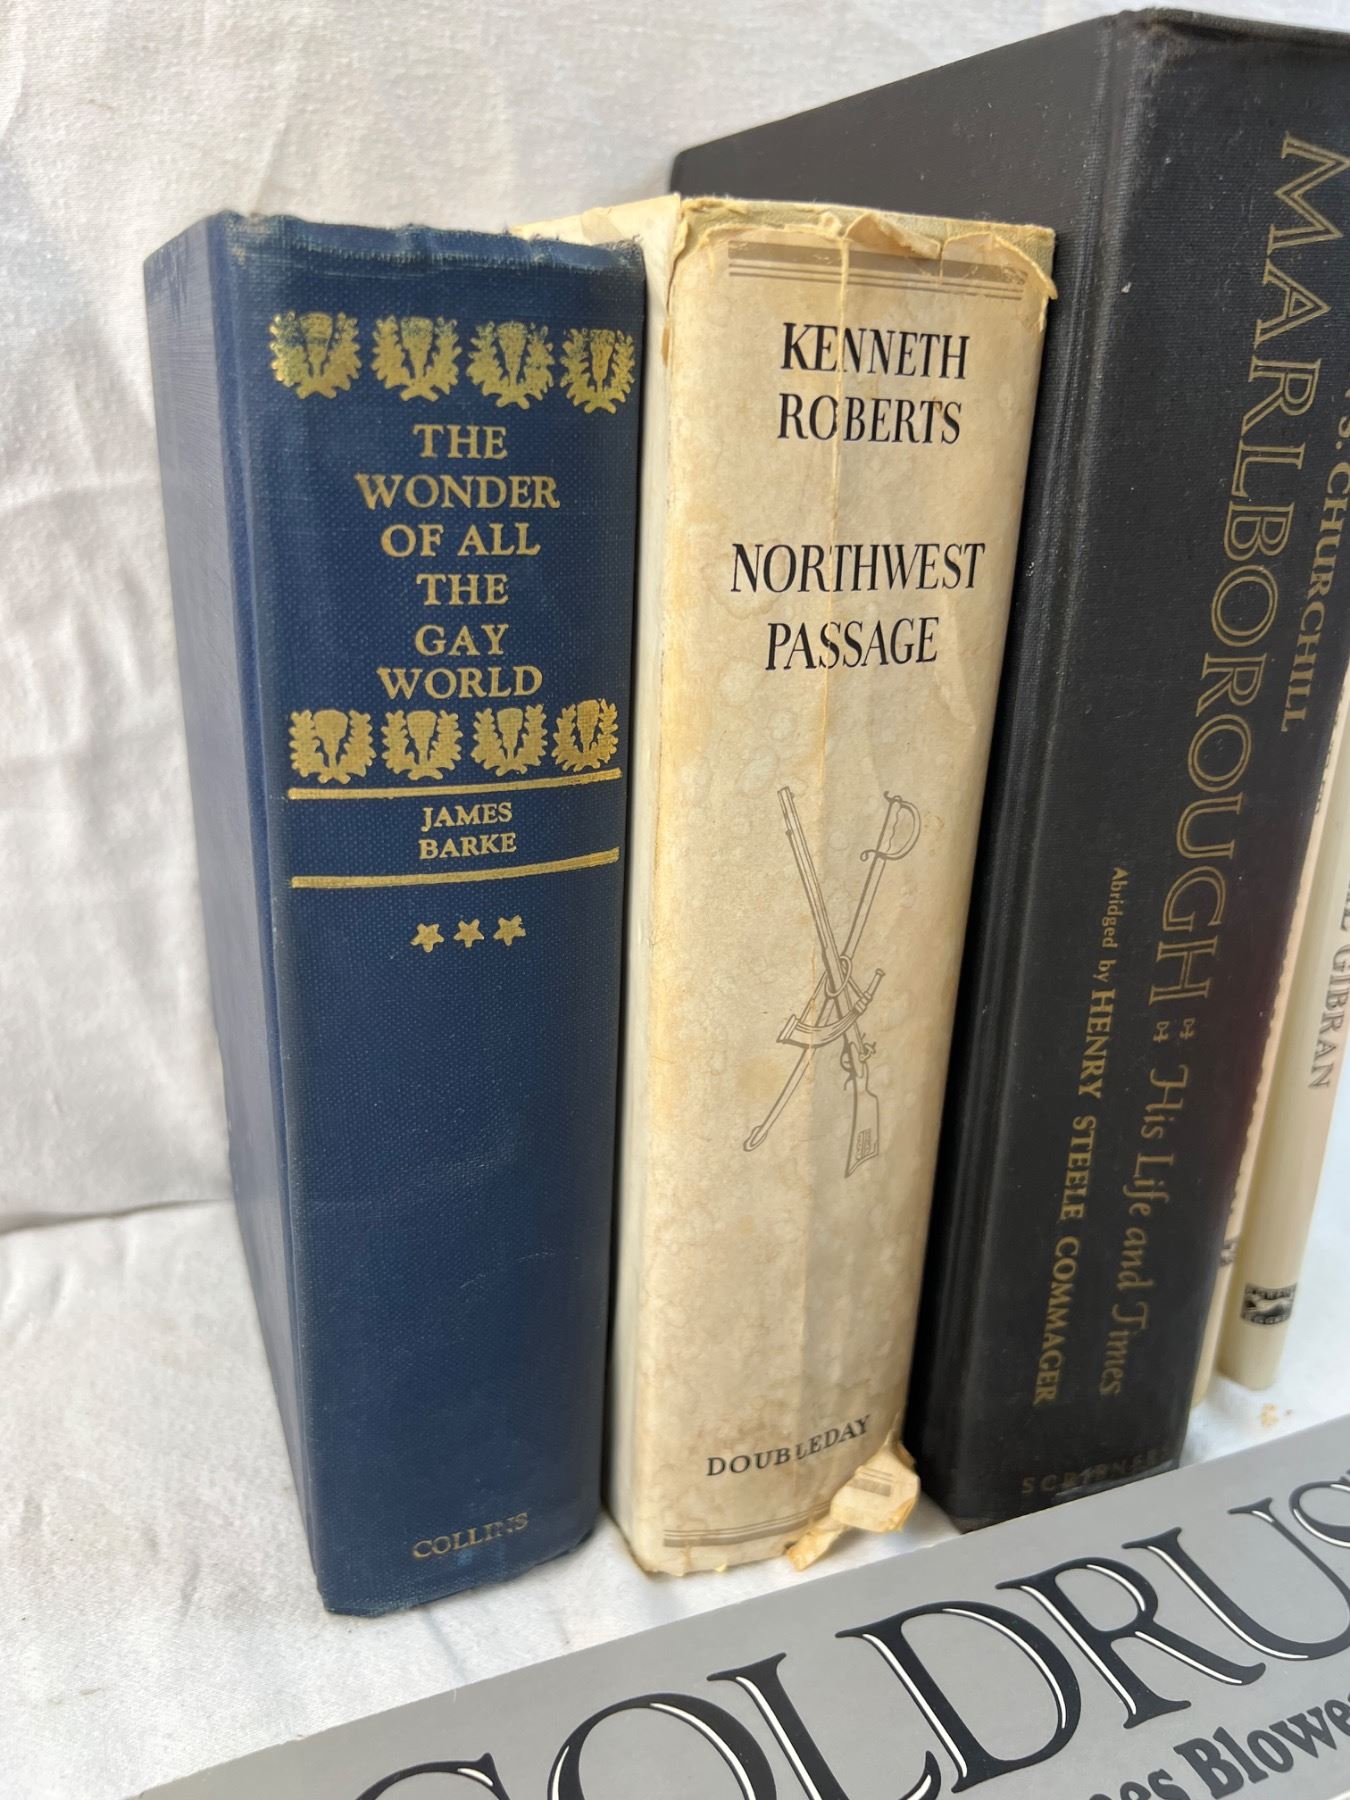 THE
WONDER
OF ALL
THE
GAY
WORLD
JAMES
BARKE
COLLINS
KENNETH
ROBERTS
NORTHWEST
PASSAGE
DOUBLEDAY
S. CHURCHILL
MARLBOROUGH: His Life and Times
Abridged by HENRY STEELE COMMAGER
SCRIBNERS
GIBRAN
GOLDRUS
Blowe